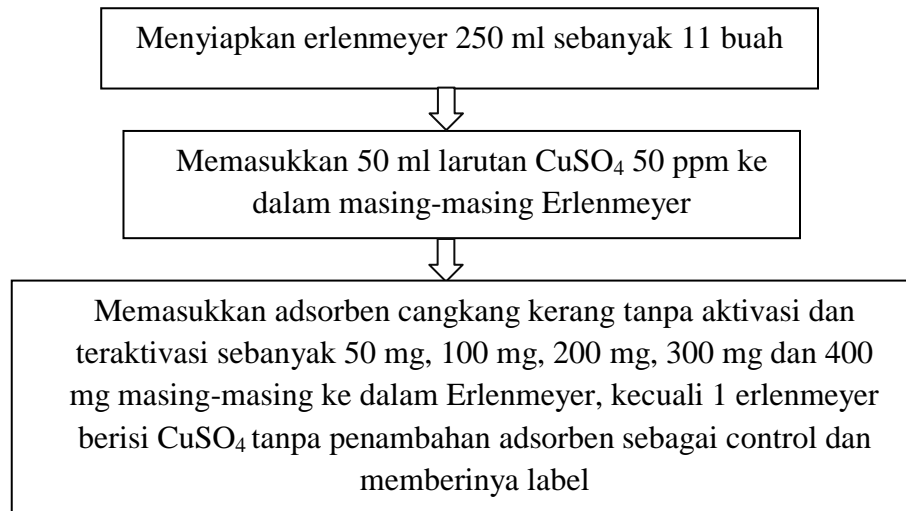 Menyiapkan erlenmeyer 250 ml sebanyak 11 buah
Memasukkan 50 ml larutan CuSO₄ 50 ppm ke
dalam masing-masing Erlenmeyer
Memasukkan adsorben cangkang kerang tanpa aktivasi dan
teraktivasi sebanyak 50 mg, 100 mg, 200 mg, 300 mg dan 400
mg masing-masing ke dalam Erlenmeyer, kecuali 1 erlenmeyer
berisi CuSO₄ tanpa penambahan adsorben sebagai control dan
memberinya label